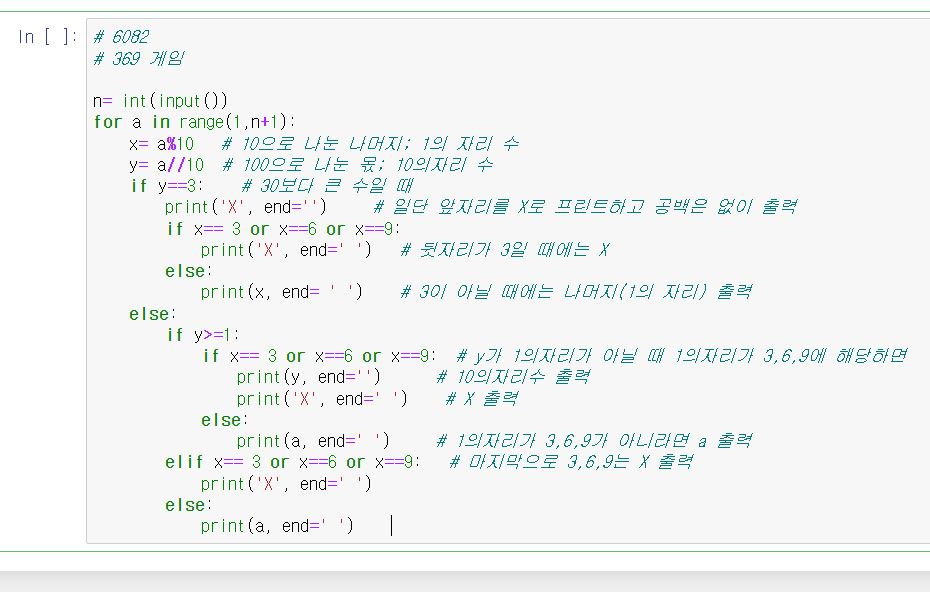 In [ ]: # 6082
# 369 게임
n= int(input())
for a in range(1,n+1):
x= a%10 # 10으로 나눈 나머지; 1의 자리 수
y= a//10 # 100으로 나눈 몫; 10의자리 수
if y==3: # 30보다 큰 수일 때
print('X', end='') # 일단 앞자리를 X로 프린트하고 공백은 없이 출력
if x== 3 or x==6 or x==9:
print('X', end=' ') # 뒷자리가 3일 때에는 X
else:
print(x, end= ' ') # 3이 아닐 때에는 나머지(1의 자리) 출력
else:
if y>=1:
if x== 3 or x==6 or x==9: # y가 1의자리가 아닐 때 1의자리가 3,6,9에 해당하면
print(y, end='') # 10의자리수 출력
print('X', end=' ') # X 출력
else:
print(a, end=' ') # 1의자리가 3,6,9가 아니라면 a 출력
elif x== 3 or x==6 or x==9: # 마지막으로 3,6,9는 X 출력
print('X', end=' ')
else:
print(a, end=' ')